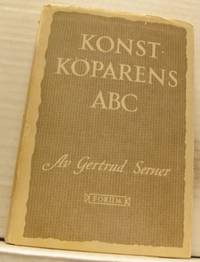 KONST-
KÖPARENS
ABC
Av Gertrud Serner
FORUM